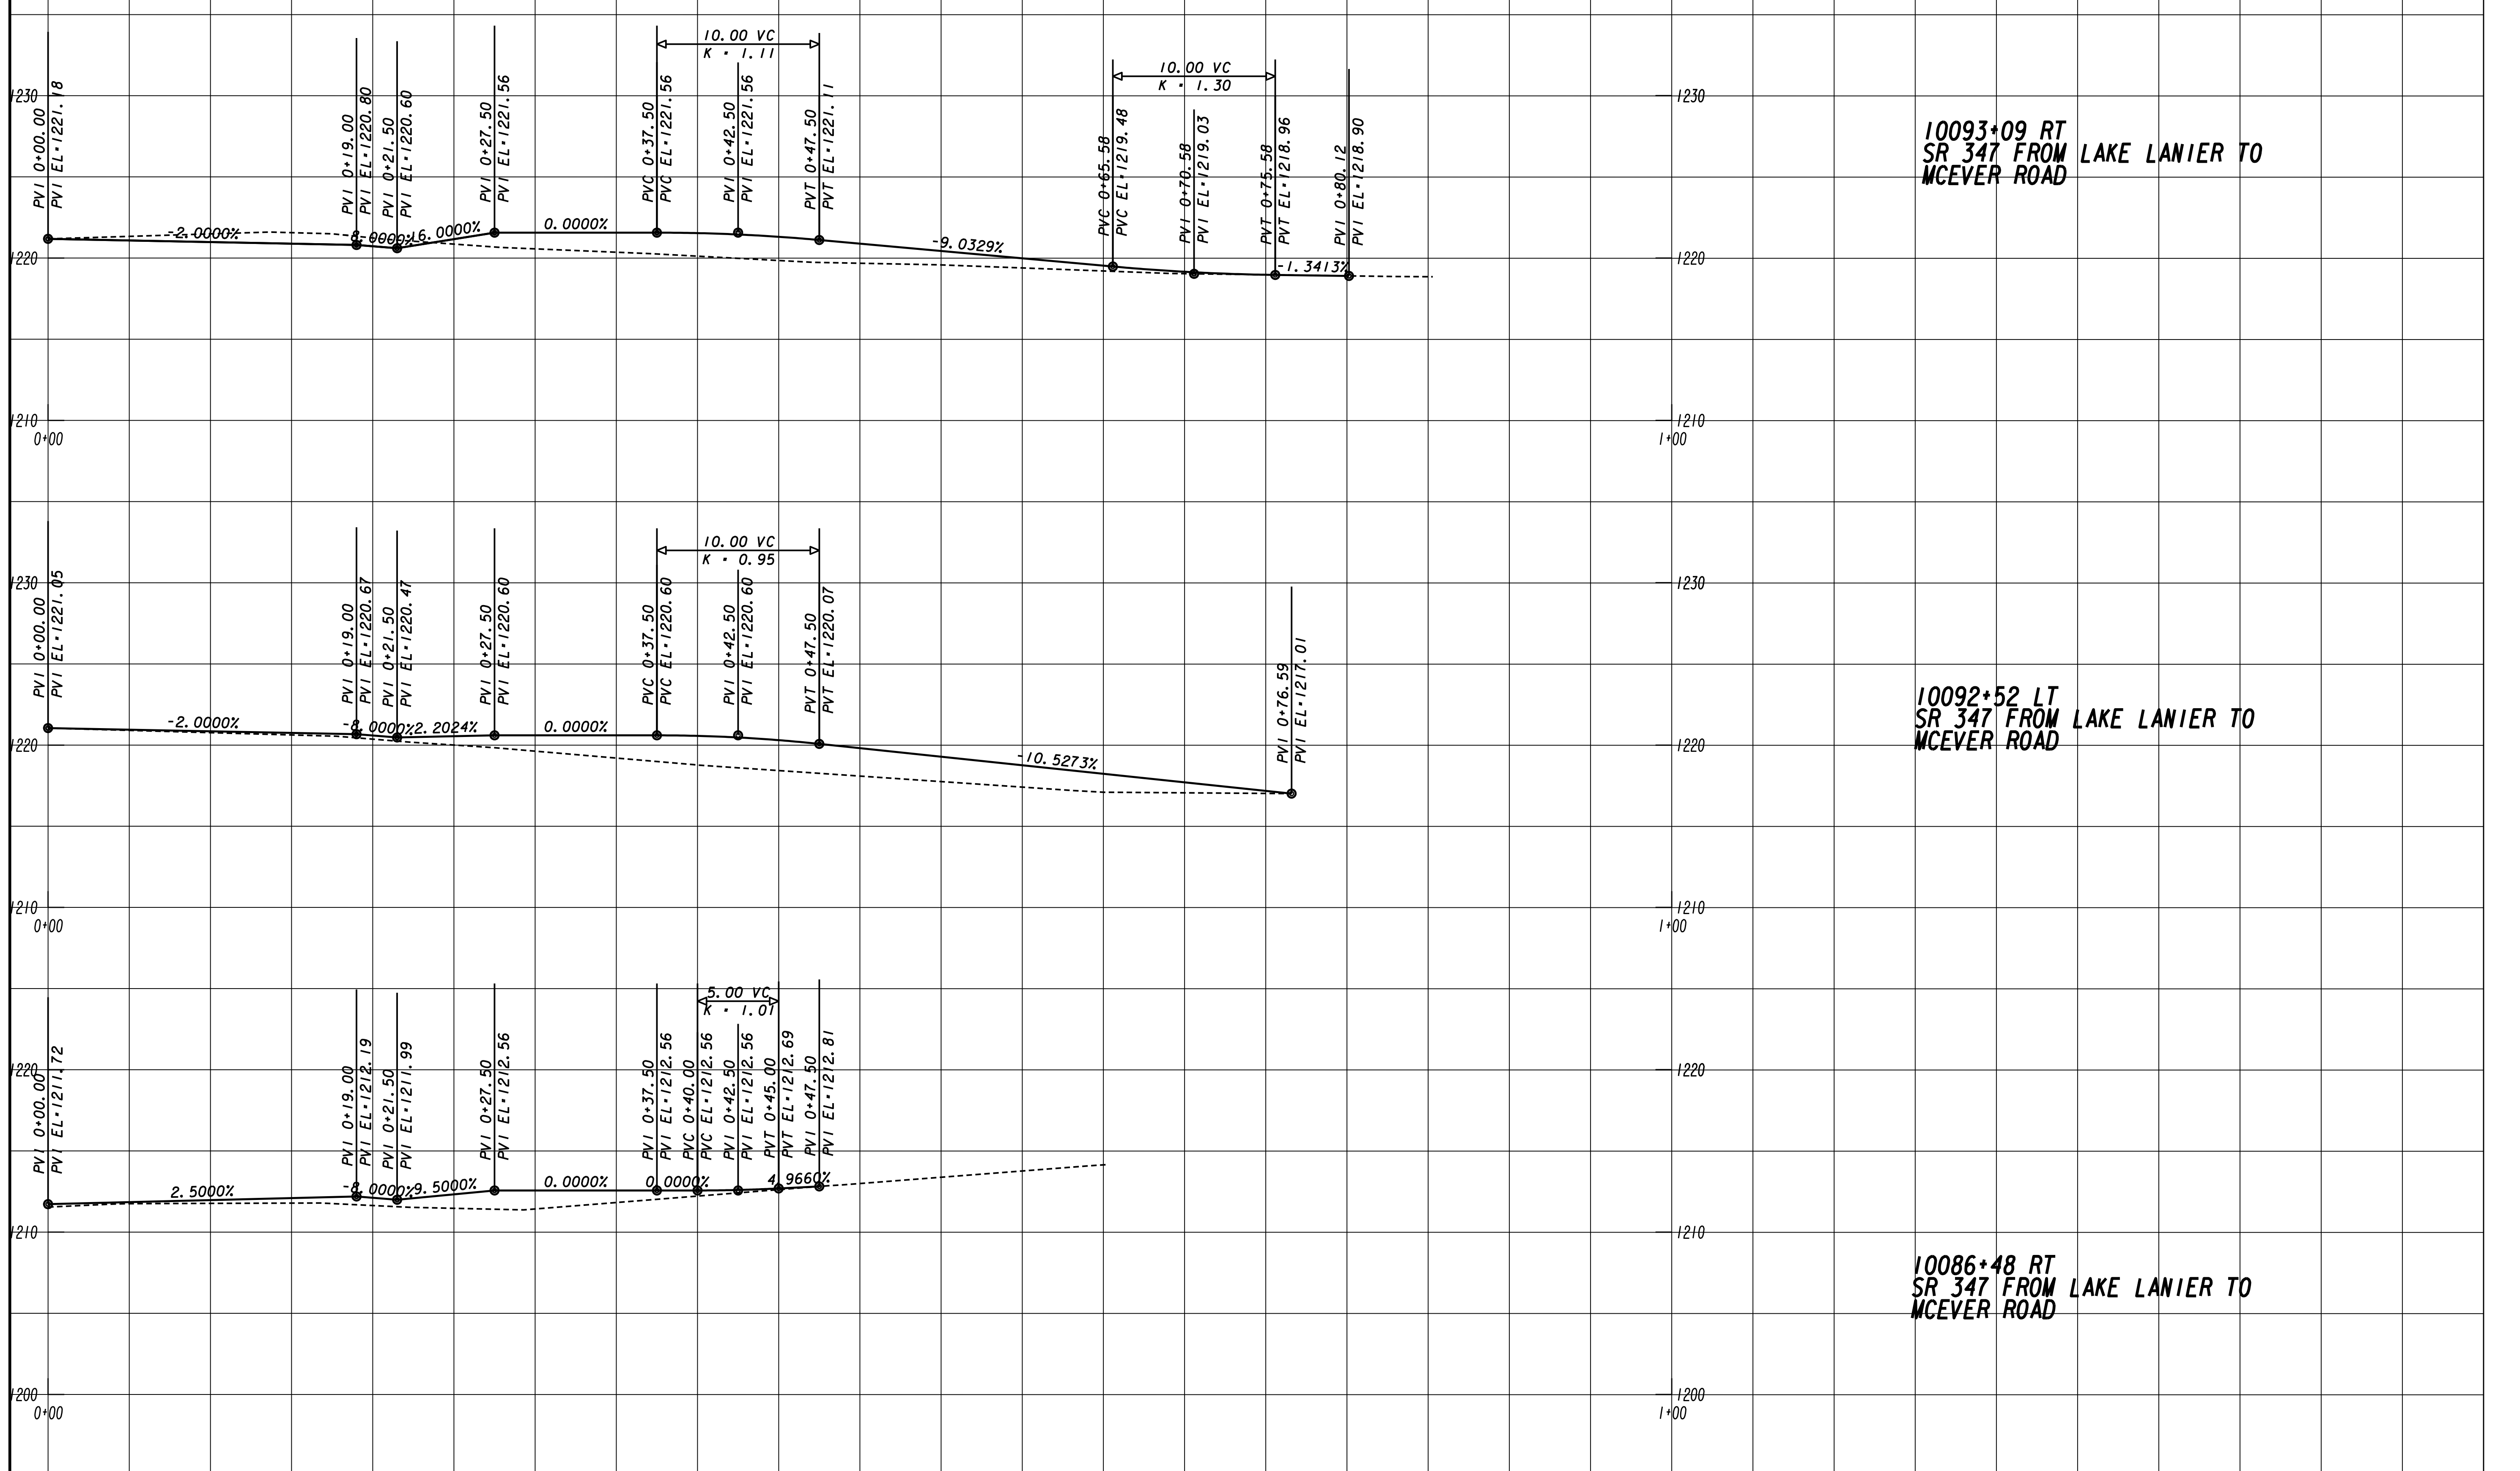 10.00 VC
K = 1.11
10.00 VC
K = 1.30
1230
1230
PVI 0+00.00
PVI EL=1221.18
PVI 0+19.00
PVI EL=1220.80
PVI 0+21.50
PVI EL=1220.60
PVI 0+27.50
PVI EL=1221.56
PVC 0+37.50
PVC EL=1221.56
PVI 0+42.50
PVI EL=1221.56
PVT 0+47.50
PVT EL=1221.11
PVC 0+65.58
PVC EL=1219.48
PVI 0+70.58
PVI EL=1219.03
PVT 0+75.58
PVT EL=1218.96
PVI 0+80.12
PVI EL=1218.90
10093+09 RT
SR 347 FROM LAKE LANIER TO
MCEVER ROAD
-2.0000%
-8.0000%
16.0000%
0.0000%
-9.0329%
-1.3413%
1220
1220
1210
1210
0+00
1+00
10.00 VC
K = 0.95
1230
1230
PVI 0+00.00
PVI EL=1221.05
PVI 0+19.00
PVI EL=1220.67
PVI 0+21.50
PVI EL=1220.47
PVI 0+27.50
PVI EL=1220.60
PVC 0+37.50
PVC EL=1220.60
PVI 0+42.50
PVI EL=1220.60
PVT 0+47.50
PVT EL=1220.07
PVI 0+76.59
PVI EL=1217.01
10092+52 LT
SR 347 FROM LAKE LANIER TO
MCEVER ROAD
-2.0000%
-8.0000%
2.2024%
0.0000%
-10.5273%
1220
1220
1210
1210
0+00
1+00
5.00 VC
K = 1.01
1220
1220
PVI 0+00.00
PVI EL=1211.72
PVI 0+19.00
PVI EL=1212.19
PVI 0+21.50
PVI EL=1211.99
PVI 0+27.50
PVI EL=1212.56
PVI 0+37.50
PVI EL=1212.56
PVC 0+40.00
PVC EL=1212.56
PVI 0+42.50
PVI EL=1212.56
PVT 0+45.00
PVT EL=1212.69
PVI 0+47.50
PVI EL=1212.81
2.5000%
-8.0000%
9.5000%
0.0000%
0.0000%
4.9660%
1210
1210
10086+48 RT
SR 347 FROM LAKE LANIER TO
MCEVER ROAD
1200
1200
0+00
1+00